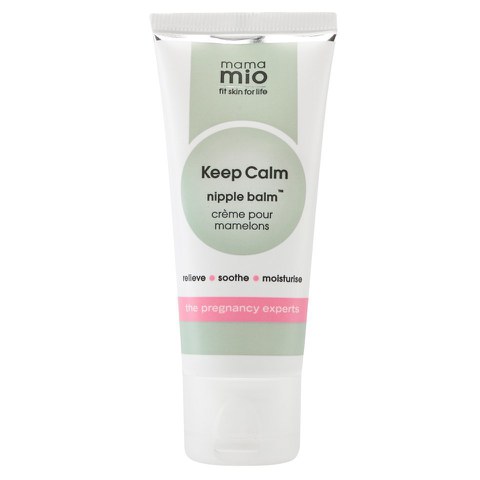 mama
mio
fit skin for life
Keep Calm
nipple balm™
crème pour
mamelons
relieve • soothe • moisturise
the pregnancy experts